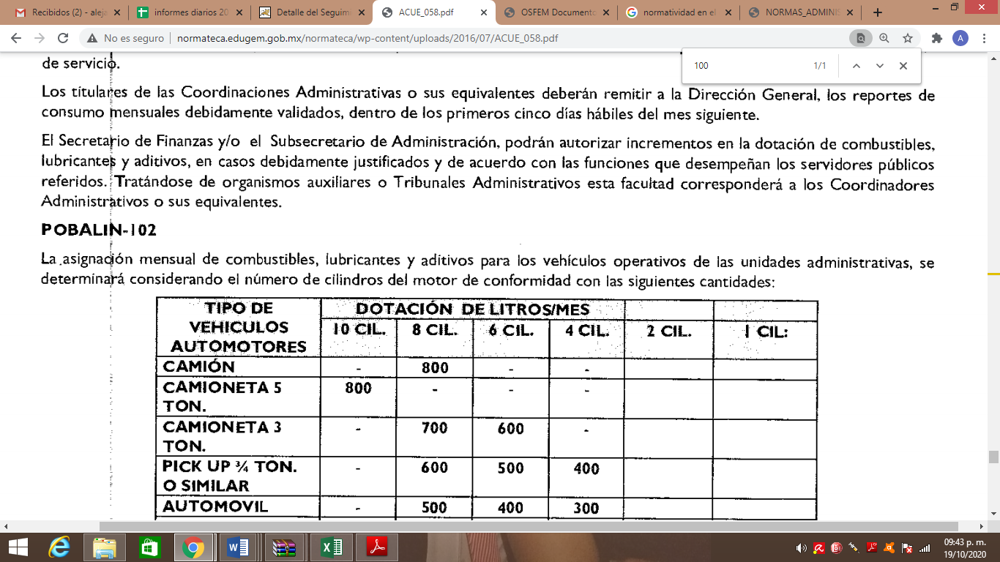 Recibidos (2) - aleja
informes diarios 20
Detalle del Seguimi
ACUE_058.pdf
OSFEM Documento
normatividad en el
NORMAS_ADMINIS
No es seguro | normateca.edugem.gob.mx/normateca/wp-content/uploads/2016/07/ACUE_058.pdf
A
100 1/1
de servicio.
Los titulares de las Coordinaciones Administrativas o sus equivalentes deberán remitir a la Dirección General, los reportes de
consumo mensuales debidamente validados, dentro de los primeros cinco días hábiles del mes siguiente.
El Secretario de Finanzas y/o el Subsecretario de Administración, podrán autorizar incrementos en la dotación de combustibles,
lubricantes y aditivos, en casos debidamente justificados y de acuerdo con las funciones que desempeñan los servidores públicos
referidos. Tratándose de organismos auxiliares o Tribunales Administrativos esta facultad corresponderá a los Coordinadores
Administrativos o sus equivalentes.
POBALIN-102
La asignación mensual de combustibles, lubricantes y aditivos para los vehículos operativos de las unidades administrativas, se
determinará considerando el número de cilindros del motor de conformidad con las siguientes cantidades:
TIPO DE
VEHICULOS
AUTOMOTORES
DOTACIÓN DE LITROS/MES
10 CIL. 8 CIL. 6 CIL. 4 CIL. 2 CIL. 1 CIL:
CAMIÓN - 800 - -
CAMIONETA 5
TON.
800 - - -
CAMIONETA 3
TON.
- 700 600 -
PICK UP ¾ TON.
O SIMILAR
- 600 500 400
AUTOMOVIL - 500 400 300
09:43 p. m.
19/10/2020